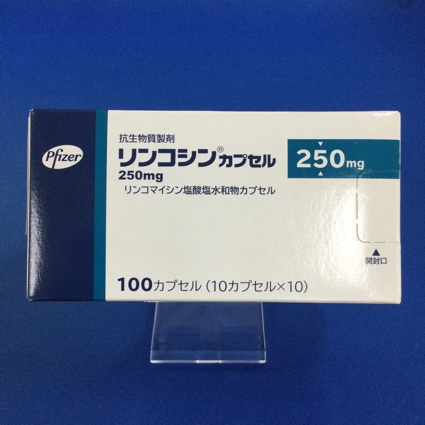 Pfizer
抗生物質製剤
リンコシン®カプセル
250mg
250mg
リンコマイシン塩酸塩水和物カプセル
100カプセル (10カプセル×10)
▲
開封口